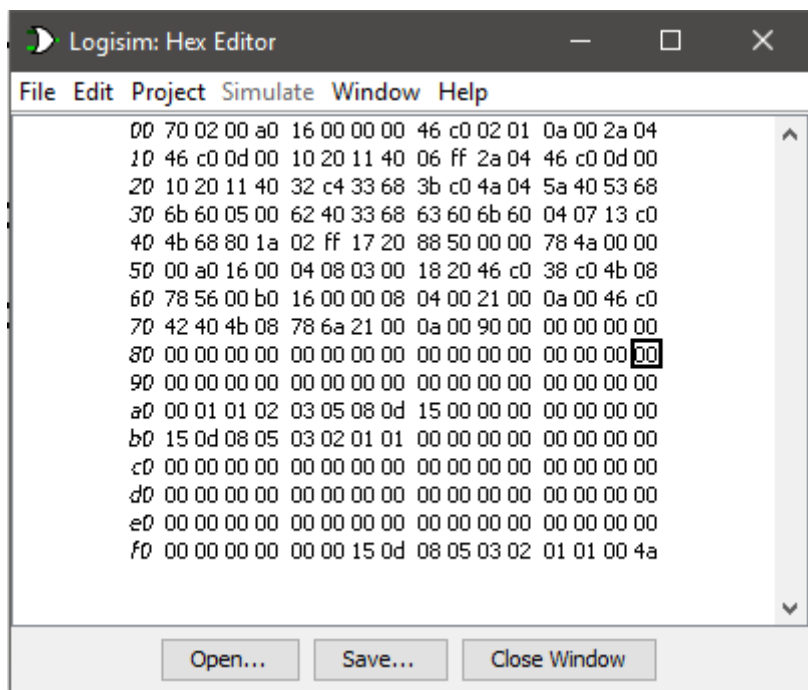 Logisim: Hex Editor
File Edit Project Simulate Window Help
00 70 02 00 a0 16 00 00 00 46 c0 02 01 0a 00 2a 04
10 46 c0 0d 00 10 20 11 40 06 ff 2a 04 46 c0 0d 00
20 10 20 11 40 32 c4 33 68 3b c0 4a 04 5a 40 53 68
30 6b 60 05 00 62 40 33 68 63 60 6b 60 04 07 13 c0
40 4b 68 80 1a 02 ff 17 20 88 50 00 00 78 4a 00 00
50 00 a0 16 00 04 08 03 00 18 20 46 c0 38 c0 4b 08
60 78 56 00 b0 16 00 00 08 04 00 21 00 0a 00 46 c0
70 42 40 4b 08 78 6a 21 00 0a 00 90 00 00 00 00 00
80 00 00 00 00 00 00 00 00 00 00 00 00 00 00 00 00
90 00 00 00 00 00 00 00 00 00 00 00 00 00 00 00 00
a0 00 01 01 02 03 05 08 0d 15 00 00 00 00 00 00 00
b0 15 0d 08 05 03 02 01 01 00 00 00 00 00 00 00 00
c0 00 00 00 00 00 00 00 00 00 00 00 00 00 00 00 00
d0 00 00 00 00 00 00 00 00 00 00 00 00 00 00 00 00
e0 00 00 00 00 00 00 00 00 00 00 00 00 00 00 00 00
f0 00 00 00 00 00 00 15 0d 08 05 03 02 01 01 00 4a
Open... Save... Close Window